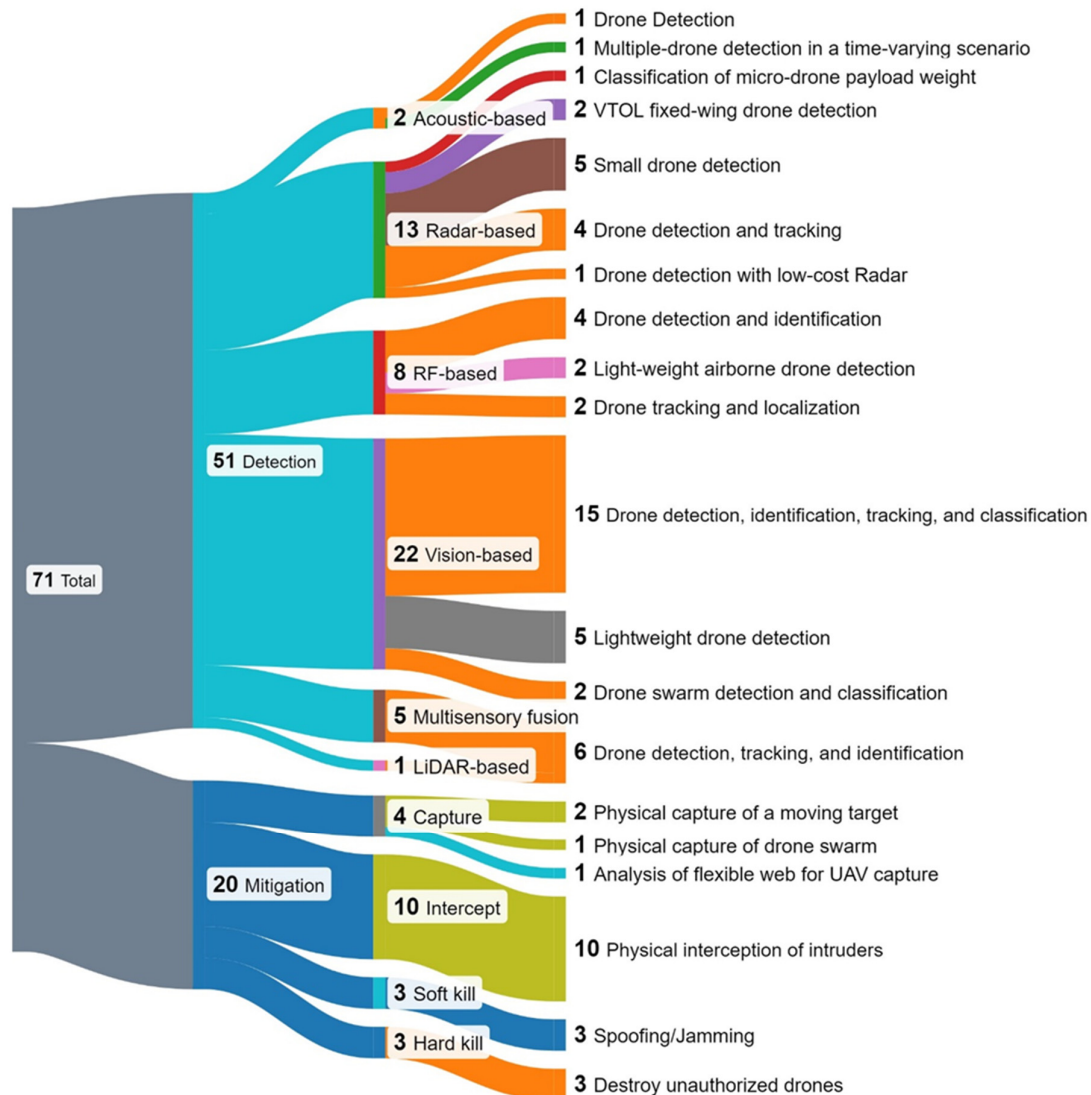 71 Total
51 Detection
20 Mitigation
2 Acoustic-based
13 Radar-based
8 RF-based
22 Vision-based
5 Multisensory fusion
1 LiDAR-based
4 Capture
10 Intercept
3 Soft kill
3 Hard kill
1 Drone Detection
1 Multiple-drone detection in a time-varying scenario
1 Classification of micro-drone payload weight
2 VTOL fixed-wing drone detection
5 Small drone detection
4 Drone detection and tracking
1 Drone detection with low-cost Radar
4 Drone detection and identification
2 Light-weight airborne drone detection
2 Drone tracking and localization
15 Drone detection, identification, tracking, and classification
5 Lightweight drone detection
2 Drone swarm detection and classification
6 Drone detection, tracking, and identification
2 Physical capture of a moving target
1 Physical capture of drone swarm
1 Analysis of flexible web for UAV capture
10 Physical interception of intruders
3 Spoofing/Jamming
3 Destroy unauthorized drones